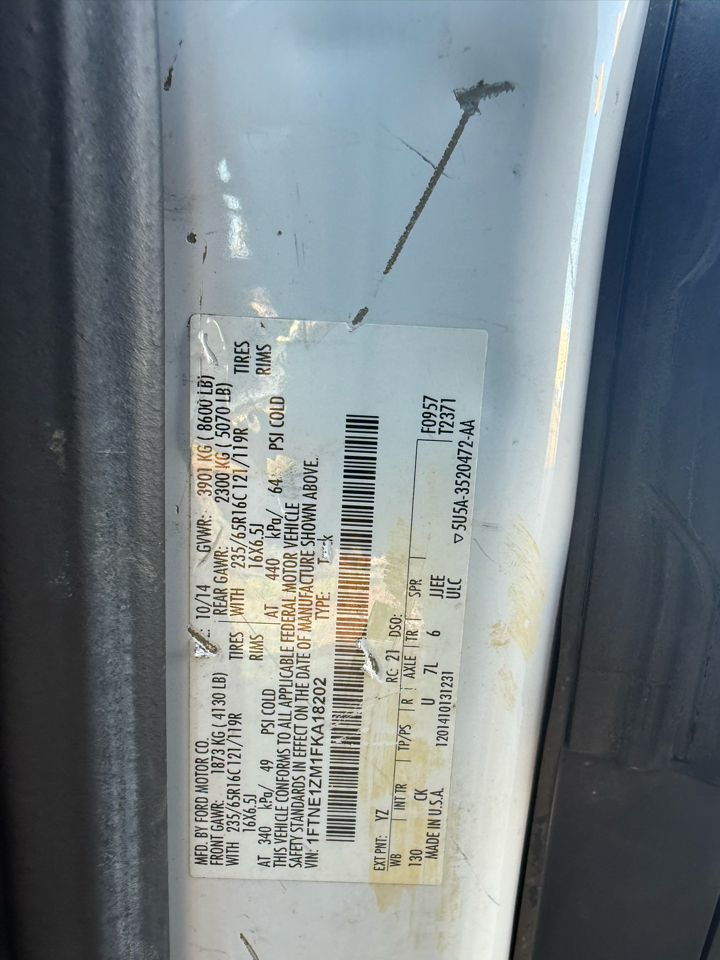 MFD. BY FORD MOTOR CO. 10/14 GVWR: 3901 KG ( 8600 LB)
FRONT GAWR: 1873 KG ( 4130 LB) REAR GAWR: 2300 KG ( 5070 LB)
WITH 235/65R16C 121/119R TIRES WITH 235/65R16C 121/119R TIRES
16X6.5J RIMS 16X6.5J RIMS
AT 340 kPa/ 49 PSI COLD AT 440 kPa/ 64 PSI COLD
THIS VEHICLE CONFORMS TO ALL APPLICABLE FEDERAL MOTOR VEHICLE
SAFETY STANDARDS IN EFFECT ON THE DATE OF MANUFACTURE SHOWN ABOVE.
VIN: 1FTNE1ZM1FKA18202 TYPE:
EXT PNT: YZ RC: 21 DSO:
WB INT TR TP/PS R AXLE TR SPR F0957
130 CK U 7L 6 JJEE T2371
MADE IN U.S.A. 1201410131231 ULC ▽5U5A-3520472-AA